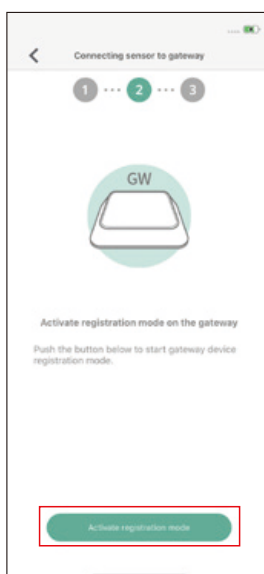 Connecting sensor to gateway
1 ... 2 ... 3
GW
Activate registration mode on the gateway
Push the button below to start gateway device
registration mode.
Activate registration mode